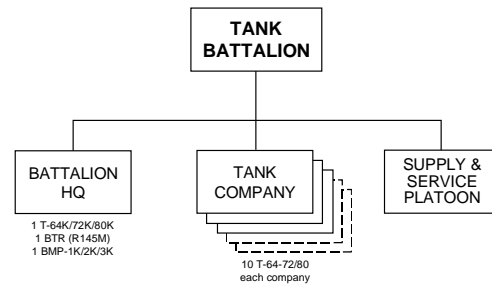 TANK
BATTALION
BATTALION
HQ
1 T-64K/72K/80K
1 BTR (R145M)
1 BMP-1K/2K/3K
TANK
COMPANY
10 T-64-72/80
each company
SUPPLY &
SERVICE
PLATOON